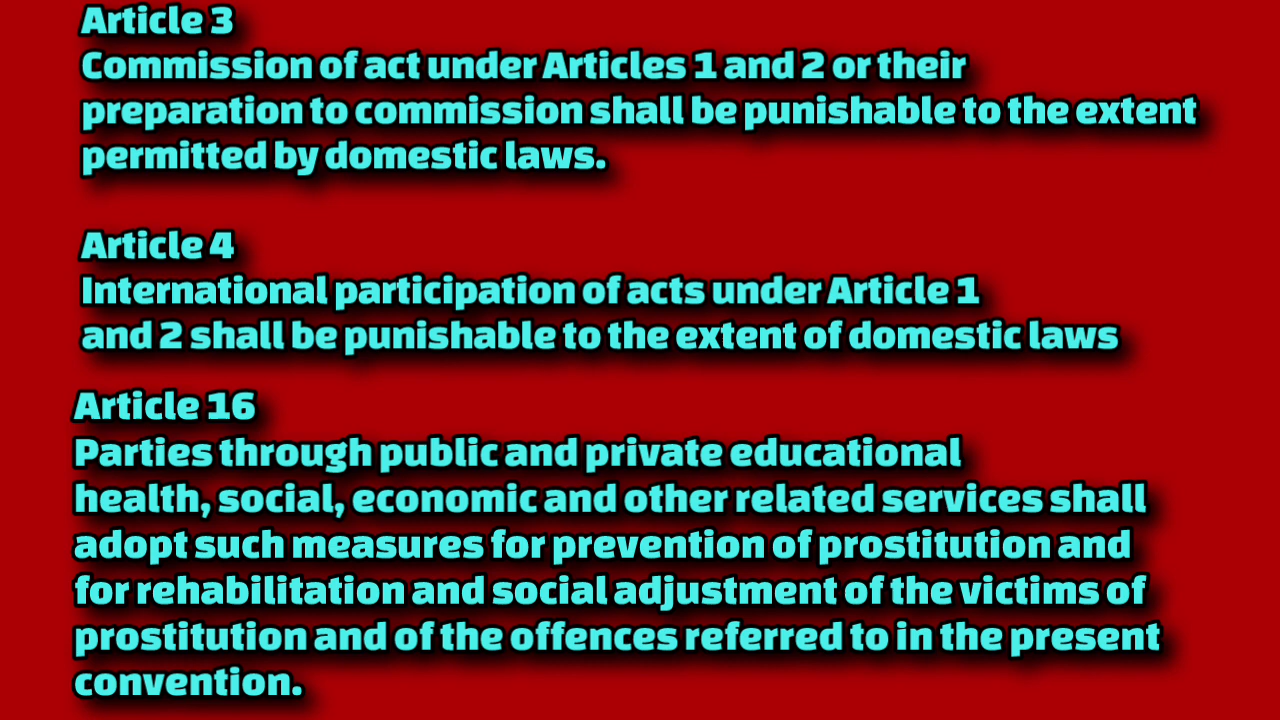 Article 3
Commission of act under Articles 1 and 2 or their
preparation to commission shall be punishable to the extent
permitted by domestic laws.
Article 4
International participation of acts under Article 1
and 2 shall be punishable to the extent of domestic laws
Article 16
Parties through public and private educational
health, social, economic and other related services shall
adopt such measures for prevention of prostitution and
for rehabilitation and social adjustment of the victims of
prostitution and of the offences referred to in the present
convention.